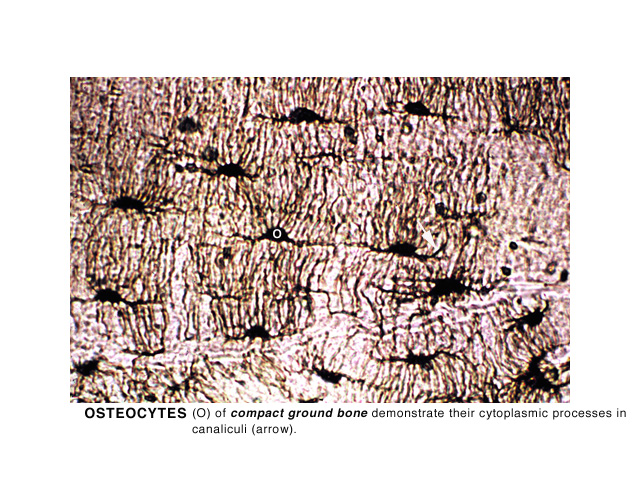 O
OSTEOCYTES (O) of compact ground bone demonstrate their cytoplasmic processes in
canaliculi (arrow).